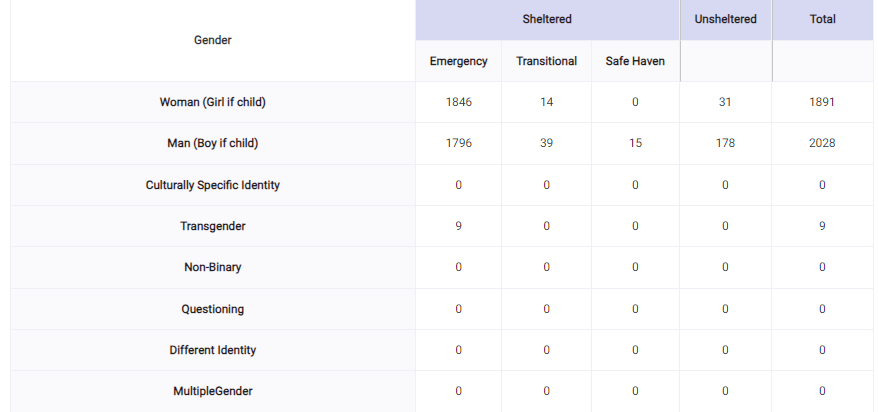 Gender Sheltered Unsheltered Total
Emergency Transitional Safe Haven
Woman (Girl if child) 1846 14 0 31 1891
Man (Boy if child) 1796 39 15 178 2028
Culturally Specific Identity 0 0 0 0 0
Transgender 9 0 0 0 9
Non-Binary 0 0 0 0 0
Questioning 0 0 0 0 0
Different Identity 0 0 0 0 0
MultipleGender 0 0 0 0 0